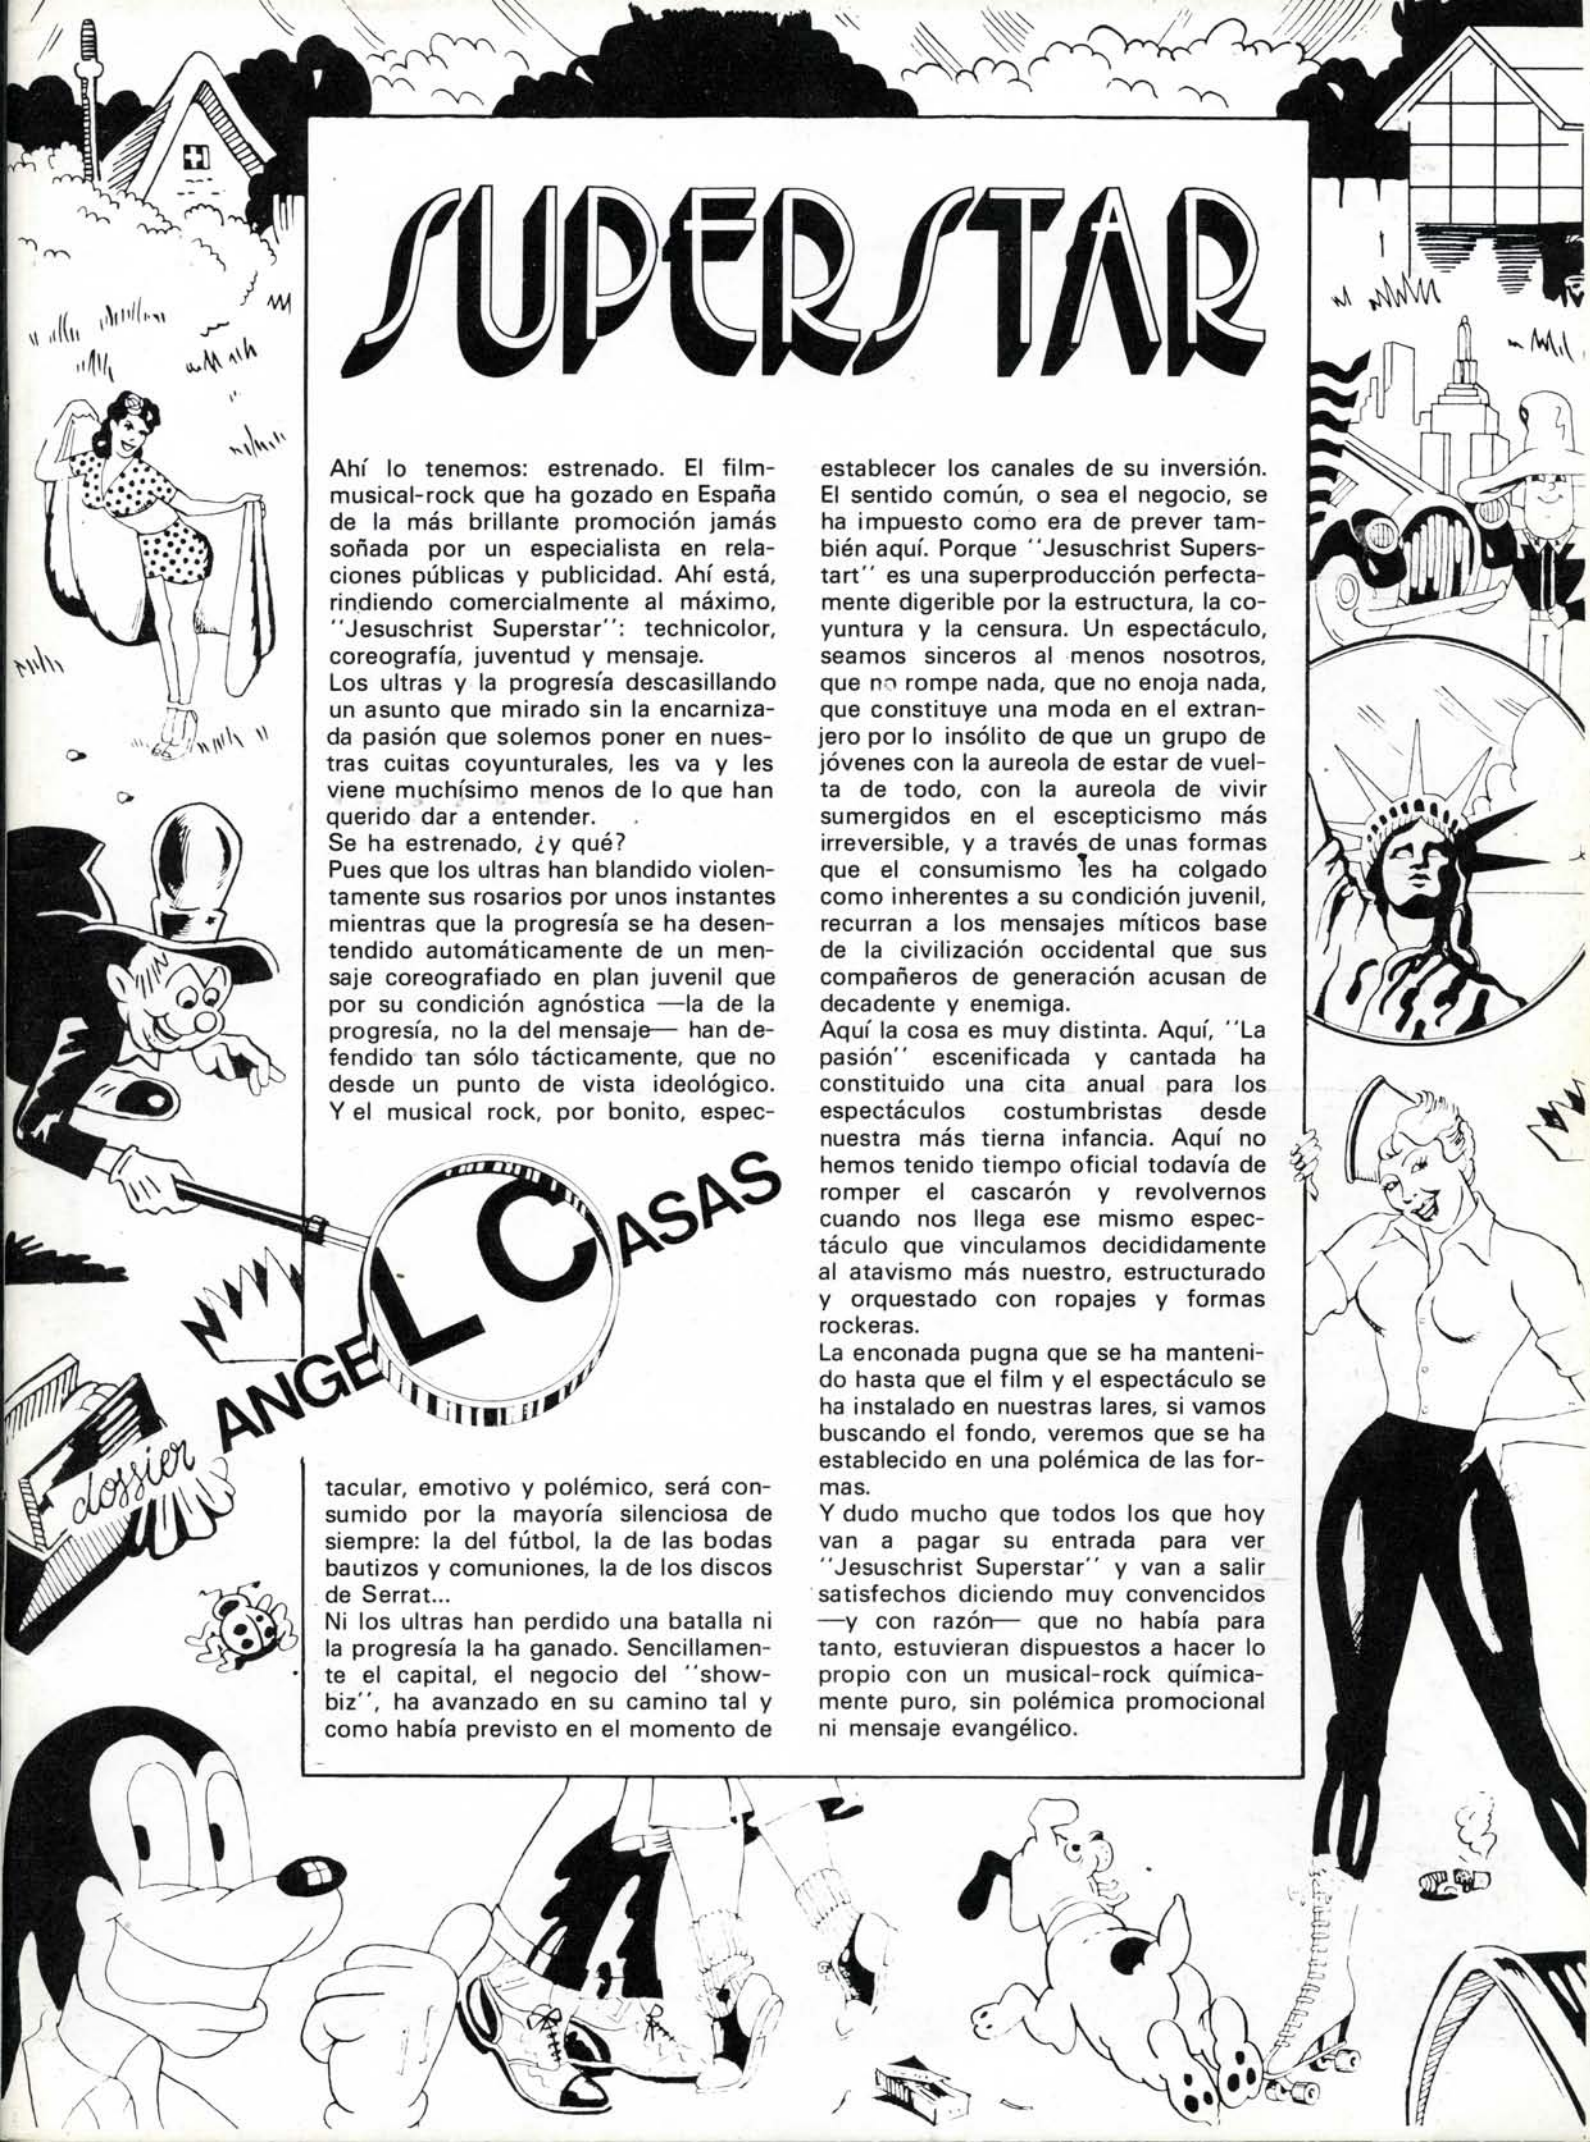 SUPERSTAR
Ahí lo tenemos: estrenado. El film-
musical-rock que ha gozado en España
de la más brillante promoción jamás
soñada por un especialista en rela-
ciones públicas y publicidad. Ahí está,
rindiendo comercialmente al máximo,
''Jesuschrist Superstar'': technicolor,
coreografía, juventud y mensaje.
Los ultras y la progresía descasillando
un asunto que mirado sin la encarniza-
da pasión que solemos poner en nues-
tras cuitas coyunturales, les va y les
viene muchísimo menos de lo que han
querido dar a entender.
Se ha estrenado, ¿y qué?
Pues que los ultras han blandido violen-
tamente sus rosarios por unos instantes
mientras que la progresía se ha desen-
tendido automáticamente de un men-
saje coreografiado en plan juvenil que
por su condición agnóstica —la de la
progresía, no la del mensaje— han de-
fendido tan sólo tácticamente, que no
desde un punto de vista ideológico.
Y el musical rock, por bonito, espec-
ANGEL CASAS
dossier
tacular, emotivo y polémico, será con-
sumido por la mayoría silenciosa de
siempre: la del fútbol, la de las bodas
bautizos y comuniones, la de los discos
de Serrat...
Ni los ultras han perdido una batalla ni
la progresía la ha ganado. Sencillamen-
te el capital, el negocio del ''show-
biz'', ha avanzado en su camino tal y
como había previsto en el momento de
establecer los canales de su inversión.
El sentido común, o sea el negocio, se
ha impuesto como era de prever tam-
bién aquí. Porque ''Jesuschrist Supers-
tart'' es una superproducción perfecta-
mente digerible por la estructura, la co-
yuntura y la censura. Un espectáculo,
seamos sinceros al menos nosotros,
que no rompe nada, que no enoja nada,
que constituye una moda en el extran-
jero por lo insólito de que un grupo de
jóvenes con la aureola de estar de vuel-
ta de todo, con la aureola de vivir
sumergidos en el escepticismo más
irreversible, y a través de unas formas
que el consumismo les ha colgado
como inherentes a su condición juvenil,
recurran a los mensajes míticos base
de la civilización occidental que sus
compañeros de generación acusan de
decadente y enemiga.
Aquí la cosa es muy distinta. Aquí, ''La
pasión'' escenificada y cantada ha
constituido una cita anual para los
espectáculos costumbristas desde
nuestra más tierna infancia. Aquí no
hemos tenido tiempo oficial todavía de
romper el cascarón y revolvernos
cuando nos llega ese mismo espec-
táculo que vinculamos decididamente
al atavismo más nuestro, estructurado
y orquestado con ropajes y formas
rockeras.
La enconada pugna que se ha manteni-
do hasta que el film y el espectáculo se
ha instalado en nuestras lares, si vamos
buscando el fondo, veremos que se ha
establecido en una polémica de las for-
mas.
Y dudo mucho que todos los que hoy
van a pagar su entrada para ver
''Jesuschrist Superstar'' y van a salir
satisfechos diciendo muy convencidos
—y con razón— que no había para
tanto, estuvieran dispuestos a hacer lo
propio con un musical-rock química-
mente puro, sin polémica promocional
ni mensaje evangélico.